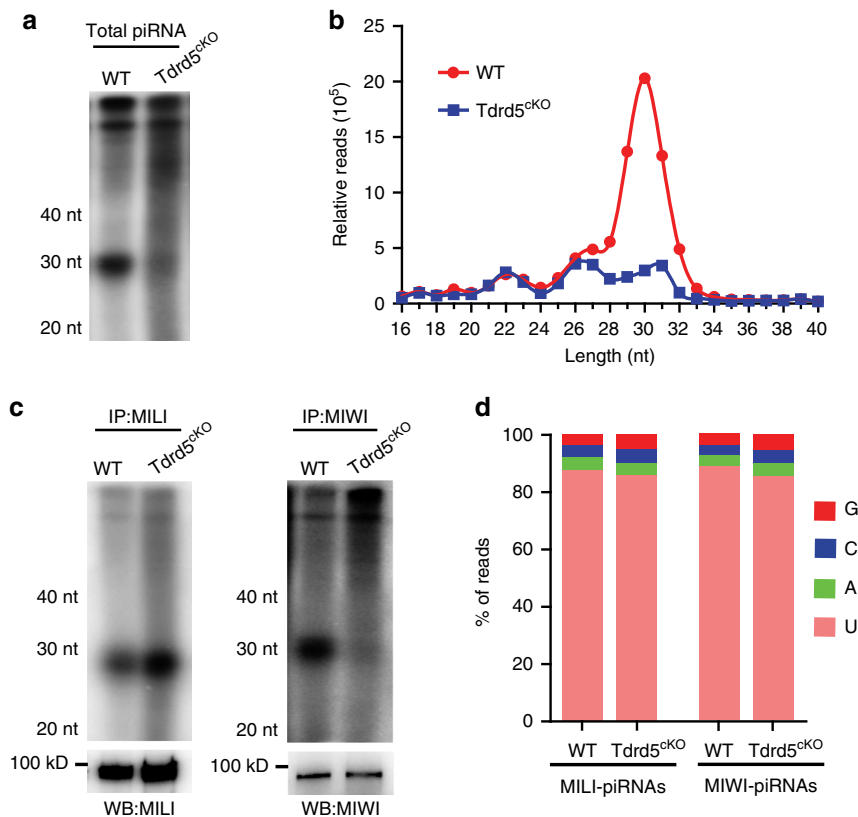 a
Total piRNA
WT Tdrd5cKO
40 nt
30 nt
20 nt
b
Relative reads (10⁵)
25
20
15
10
5
0
WT
Tdrd5cKO
16 18 20 22 24 26 28 30 32 34 36 38 40
Length (nt)
c
IP:MILI
WT Tdrd5cKO
40 nt
30 nt
20 nt
100 kD
WB:MILI
IP:MIWI
WT Tdrd5cKO
40 nt
30 nt
20 nt
100 kD
WB:MIWI
d
% of reads
100
80
60
40
20
0
G
C
A
U
WT Tdrd5cKO WT Tdrd5cKO
MILI-piRNAs MIWI-piRNAs